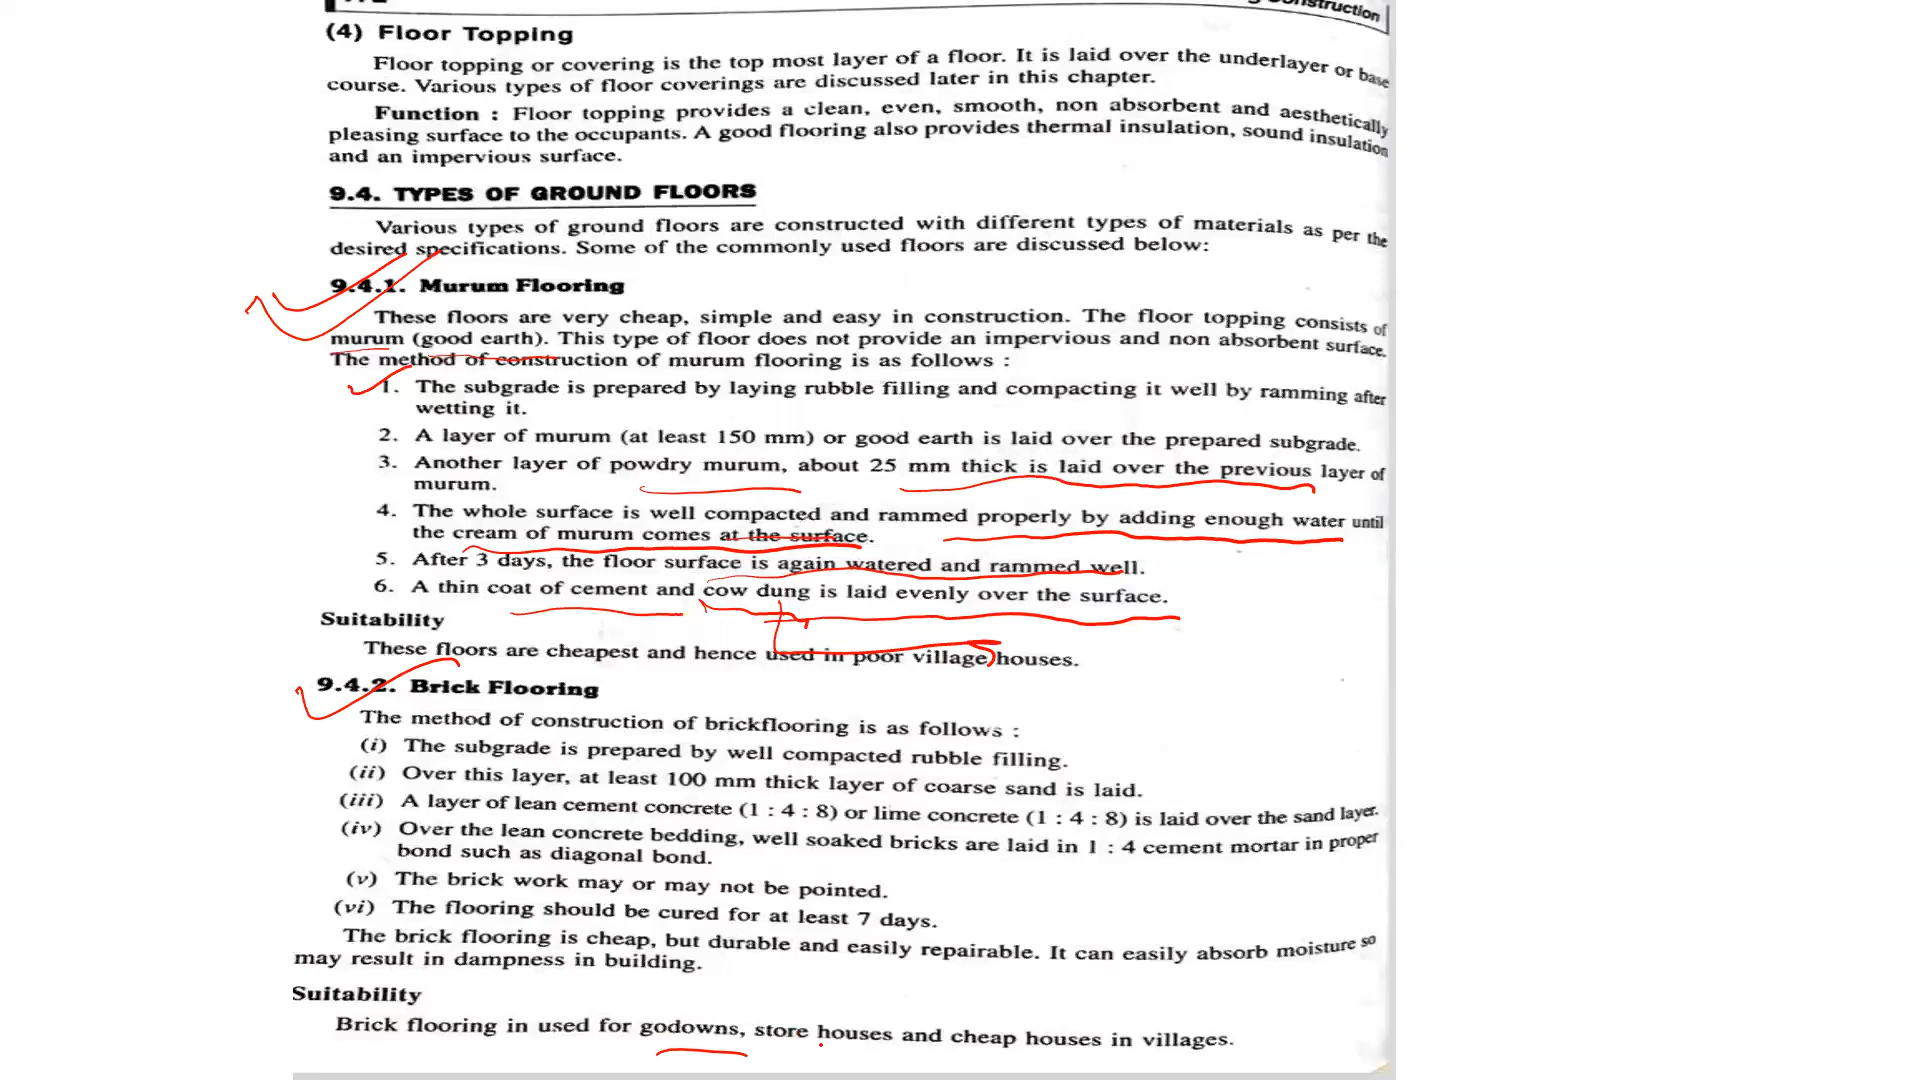 Construction
(4) Floor Topping
Floor topping or covering is the top most layer of a floor. It is laid over the underlayer or base
course. Various types of floor coverings are discussed later in this chapter.
Function : Floor topping provides a clean, even, smooth, non absorbent and aesthetically
pleasing surface to the occupants. A good flooring also provides thermal insulation, sound insulation
and an impervious surface.
9.4. TYPES OF GROUND FLOORS
Various types of ground floors are constructed with different types of materials as per the
desired specifications. Some of the commonly used floors are discussed below:
9.4.1. Murum Flooring
These floors are very cheap, simple and easy in construction. The floor topping consists of
murum (good earth). This type of floor does not provide an impervious and non absorbent surface.
The method of construction of murum flooring is as follows :
1. The subgrade is prepared by laying rubble filling and compacting it well by ramming after
wetting it.
2. A layer of murum (at least 150 mm) or good earth is laid over the prepared subgrade.
3. Another layer of powdry murum, about 25 mm thick is laid over the previous layer of
murum.
4. The whole surface is well compacted and rammed properly by adding enough water until
the cream of murum comes at the surface.
5. After 3 days, the floor surface is again watered and rammed well.
6. A thin coat of cement and cow dung is laid evenly over the surface.
Suitability
These floors are cheapest and hence used in poor village houses.
9.4.2. Brick Flooring
The method of construction of brickflooring is as follows :
(i) The subgrade is prepared by well compacted rubble filling.
(ii) Over this layer, at least 100 mm thick layer of coarse sand is laid.
(iii) A layer of lean cement concrete (1 : 4 : 8) or lime concrete (1 : 4 : 8) is laid over the sand layer.
(iv) Over the lean concrete bedding, well soaked bricks are laid in 1 : 4 cement mortar in proper
bond such as diagonal bond.
(v) The brick work may or may not be pointed.
(vi) The flooring should be cured for at least 7 days.
The brick flooring is cheap, but durable and easily repairable. It can easily absorb moisture so
may result in dampness in building.
Suitability
Brick flooring in used for godowns, store houses and cheap houses in villages.